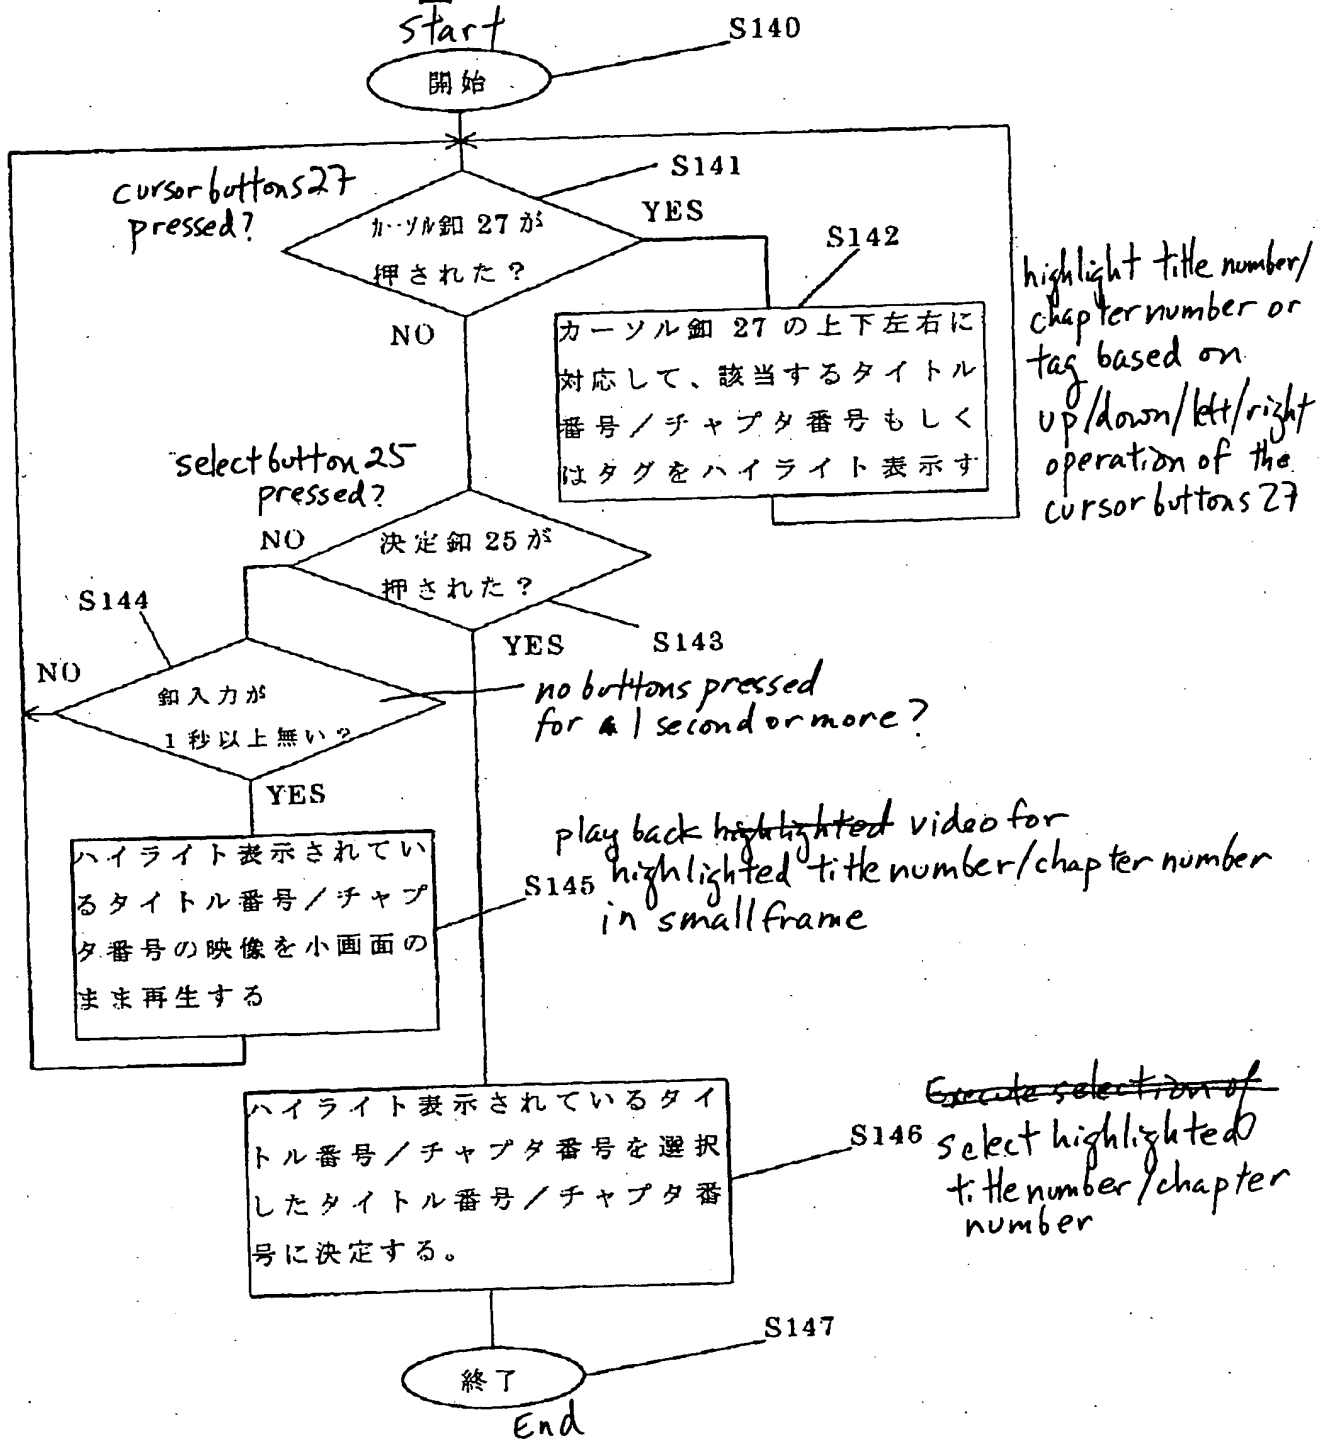 start
S140
開始
cursor buttons 27
pressed?
S141
カーソル釦 27 が
押された？
YES
NO
S142
カーソル釦 27 の上下左右に
対応して、該当するタイトル
番号／チャプタ番号もしく
はタグをハイライト表示す
highlight title number/
chapter number or
tag based on
up/down/left/right
operation of the
cursor buttons 27
select button 25
pressed?
決定釦 25 が
押された？
NO
YES
S143
S144
釦入力が
1秒以上無い？
NO
YES
no buttons pressed
for a 1 second or more?
ハイライト表示されてい
るタイトル番号／チャプ
タ番号の映像を小画面の
まま再生する
S145
play back highlighted video for
highlighted title number/chapter number
in small frame
ハイライト表示されているタイ
トル番号／チャプタ番号を選択
したタイトル番号／チャプタ番
号に決定する。
S146
Execute selection of
select highlighted
title number/chapter
number
S147
終了
End